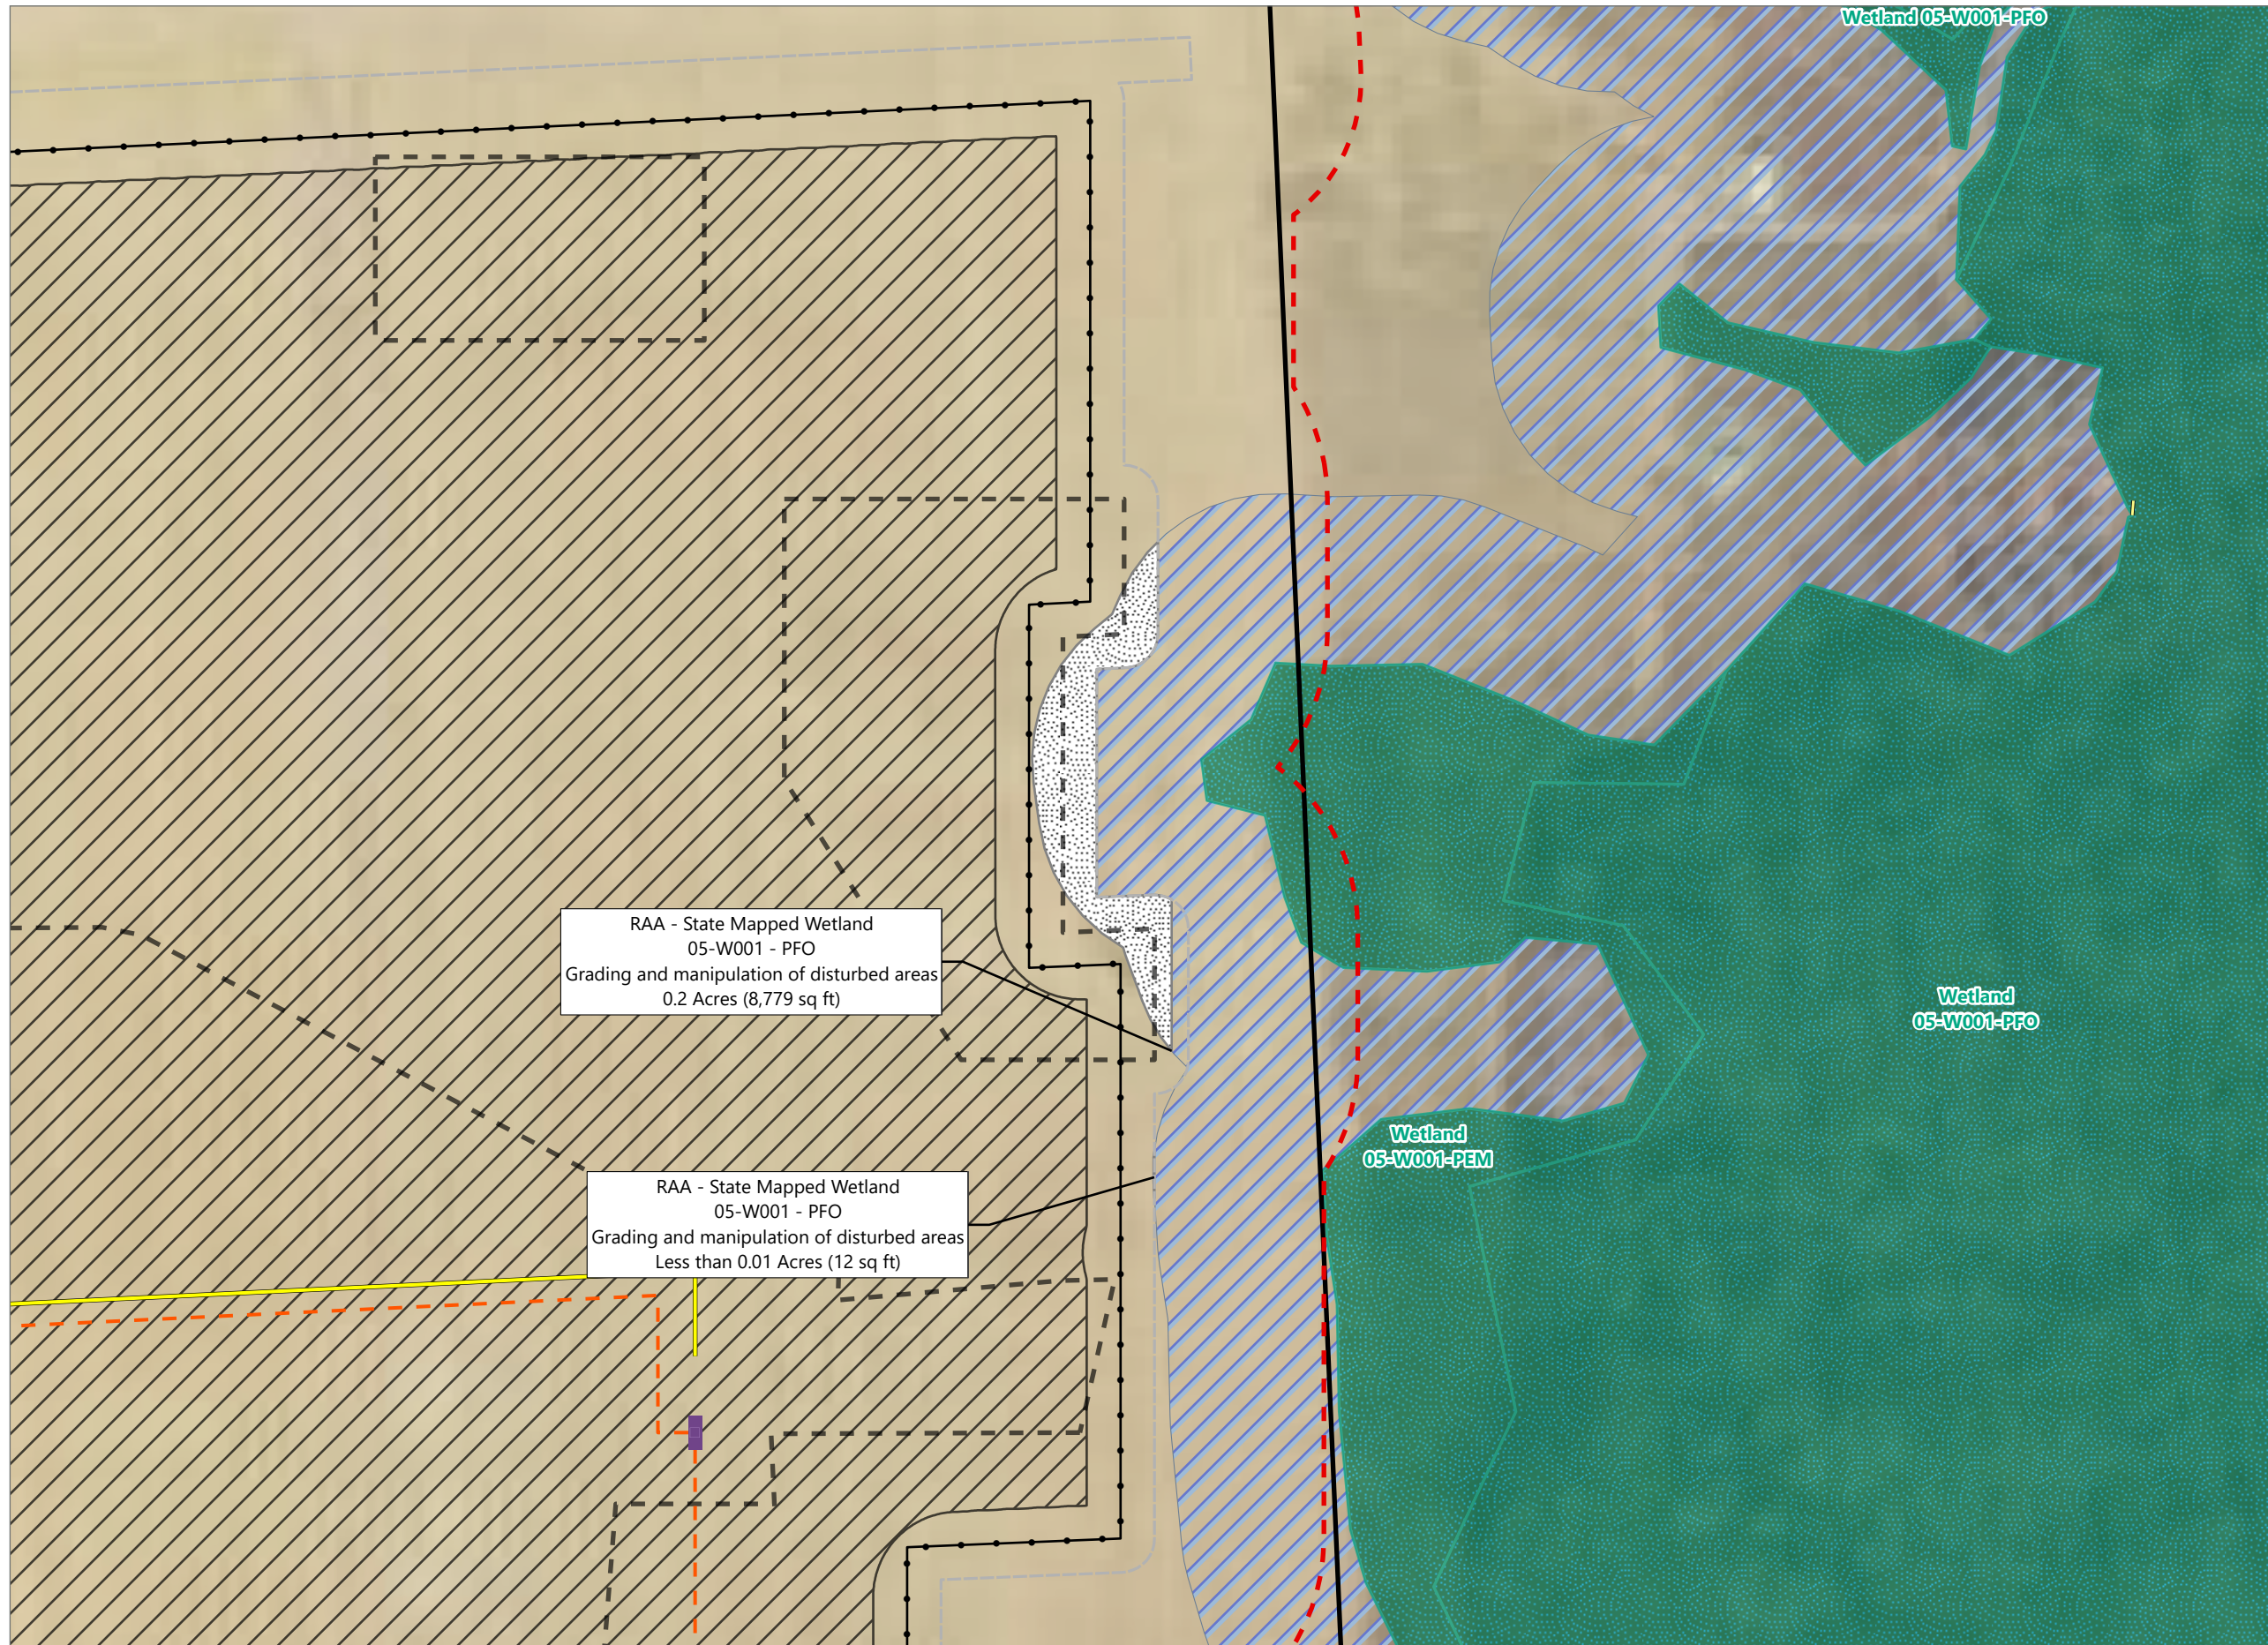 Wetland 05-W001-PFO
RAA - State Mapped Wetland
05-W001 - PFO
Grading and manipulation of disturbed areas
0.2 Acres (8,779 sq ft)
Wetland
05-W001-PFO
Wetland
05-W001-PEM
RAA - State Mapped Wetland
05-W001 - PFO
Grading and manipulation of disturbed areas
Less than 0.01 Acres (12 sq ft)